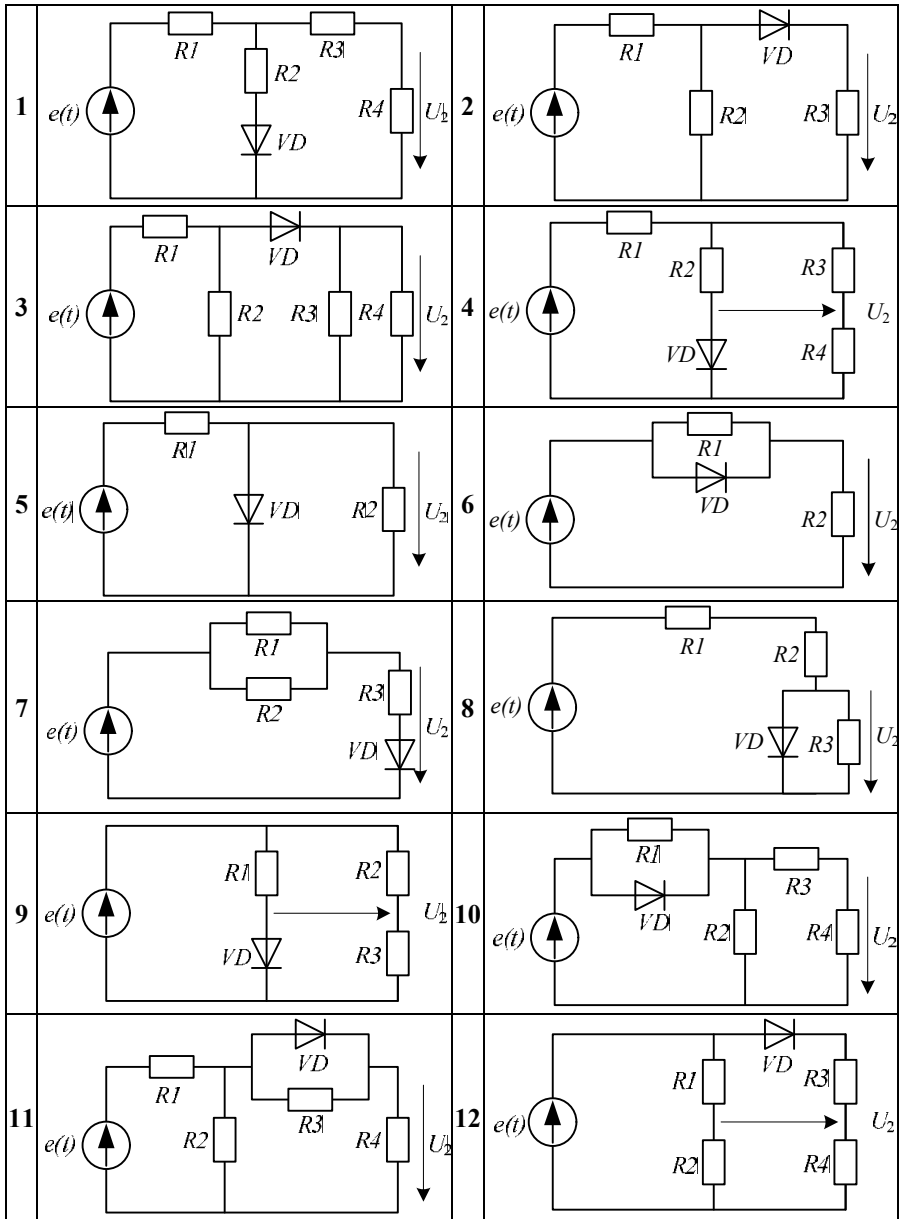 1 e(t) R1 R2 R3 VD R4 U2
2 e(t) R1 R2 VD R3 U2
3 e(t) R1 R2 VD R3 R4 U2
4 e(t) R1 R2 VD R3 R4 U2
5 e(t) R1 VD R2 U2
6 e(t) R1 VD R2 U2
7 e(t) R1 R2 R3 VD U2
8 e(t) R1 R2 VD R3 U2
9 e(t) R1 VD R2 R3 U2
10 e(t) R1 VD R2 R3 R4 U2
11 e(t) R1 R2 VD R3 R4 U2
12 e(t) R1 R2 VD R3 R4 U2